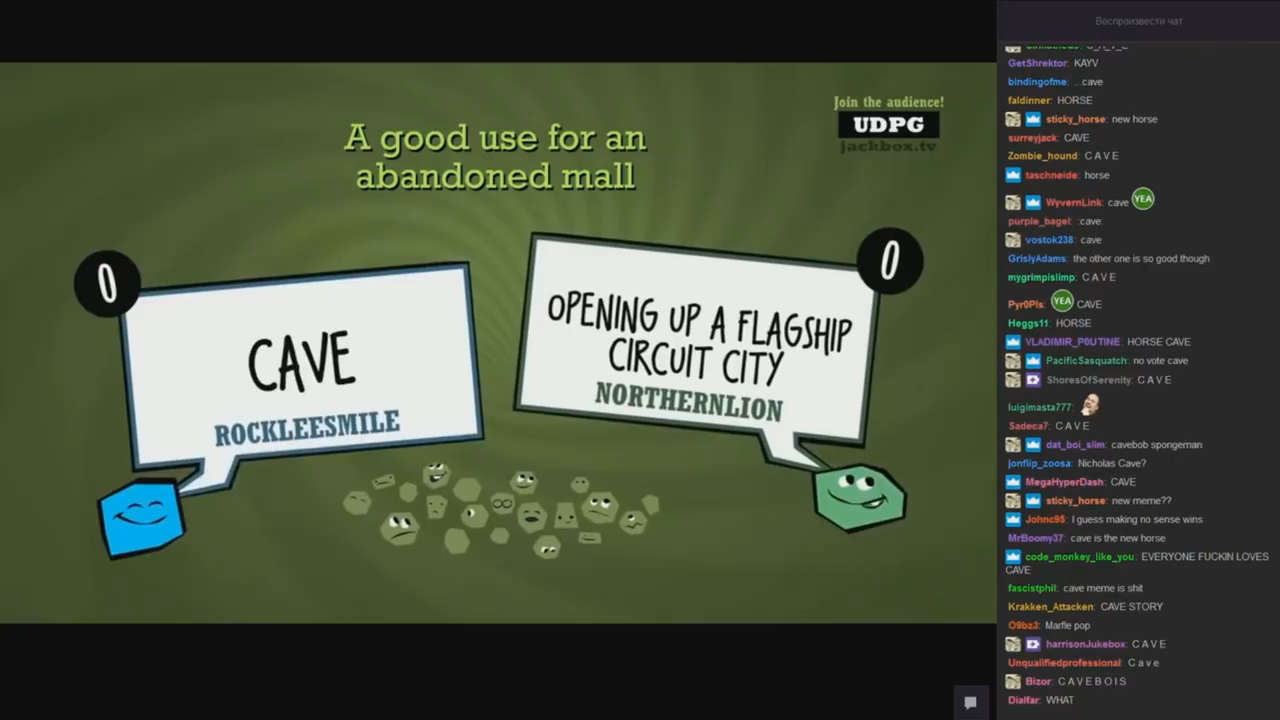 Воспроизвести чат
Join the audience!
UDPG
jackbox.tv
A good use for an
abandoned mall
0
0
CAVE
ROCKLEESMILE
OPENING UP A FLAGSHIP
CIRCUIT CITY
NORTHERNLION
GetShrektor: KAYV
bindingofme: ...cave
faldinner: HORSE
sticky_horse: new horse
surreyjack: CAVE
Zombie_hound: C A V E
taschneide: horse
WyvernLink: cave YEA
purple_bagel: :cave:
vostok238: cave
GrislyAdams: the other one is so good though
mygrimpislimp: C A V E
Pyr0Pls: YEA CAVE
Heggs11: HORSE
VLADIMIR_P0UTINE: HORSE CAVE
PacificSasquatch: no vote cave
ShoresOfSerenity: C A V E
luigimasta777:
Sadeca7: C A V E
dat_boi_slim: cavebob spongeman
jonflip_zoosa: Nicholas Cave?
MegaHyperDash: CAVE
sticky_horse: new meme??
Johnc95: I guess making no sense wins
MrBoomy37: cave is the new horse
code_monkey_like_you: EVERYONE FUCKIN LOVES
CAVE
fascistphil: cave meme is shit
Krakken_Attacken: CAVE STORY
O9bz3: Marfle pop
harrisonJukebox: C A V E
Unqualifiedprofessional: C a v e
Bizor: C A V E B O I S
Dialfar: WHAT